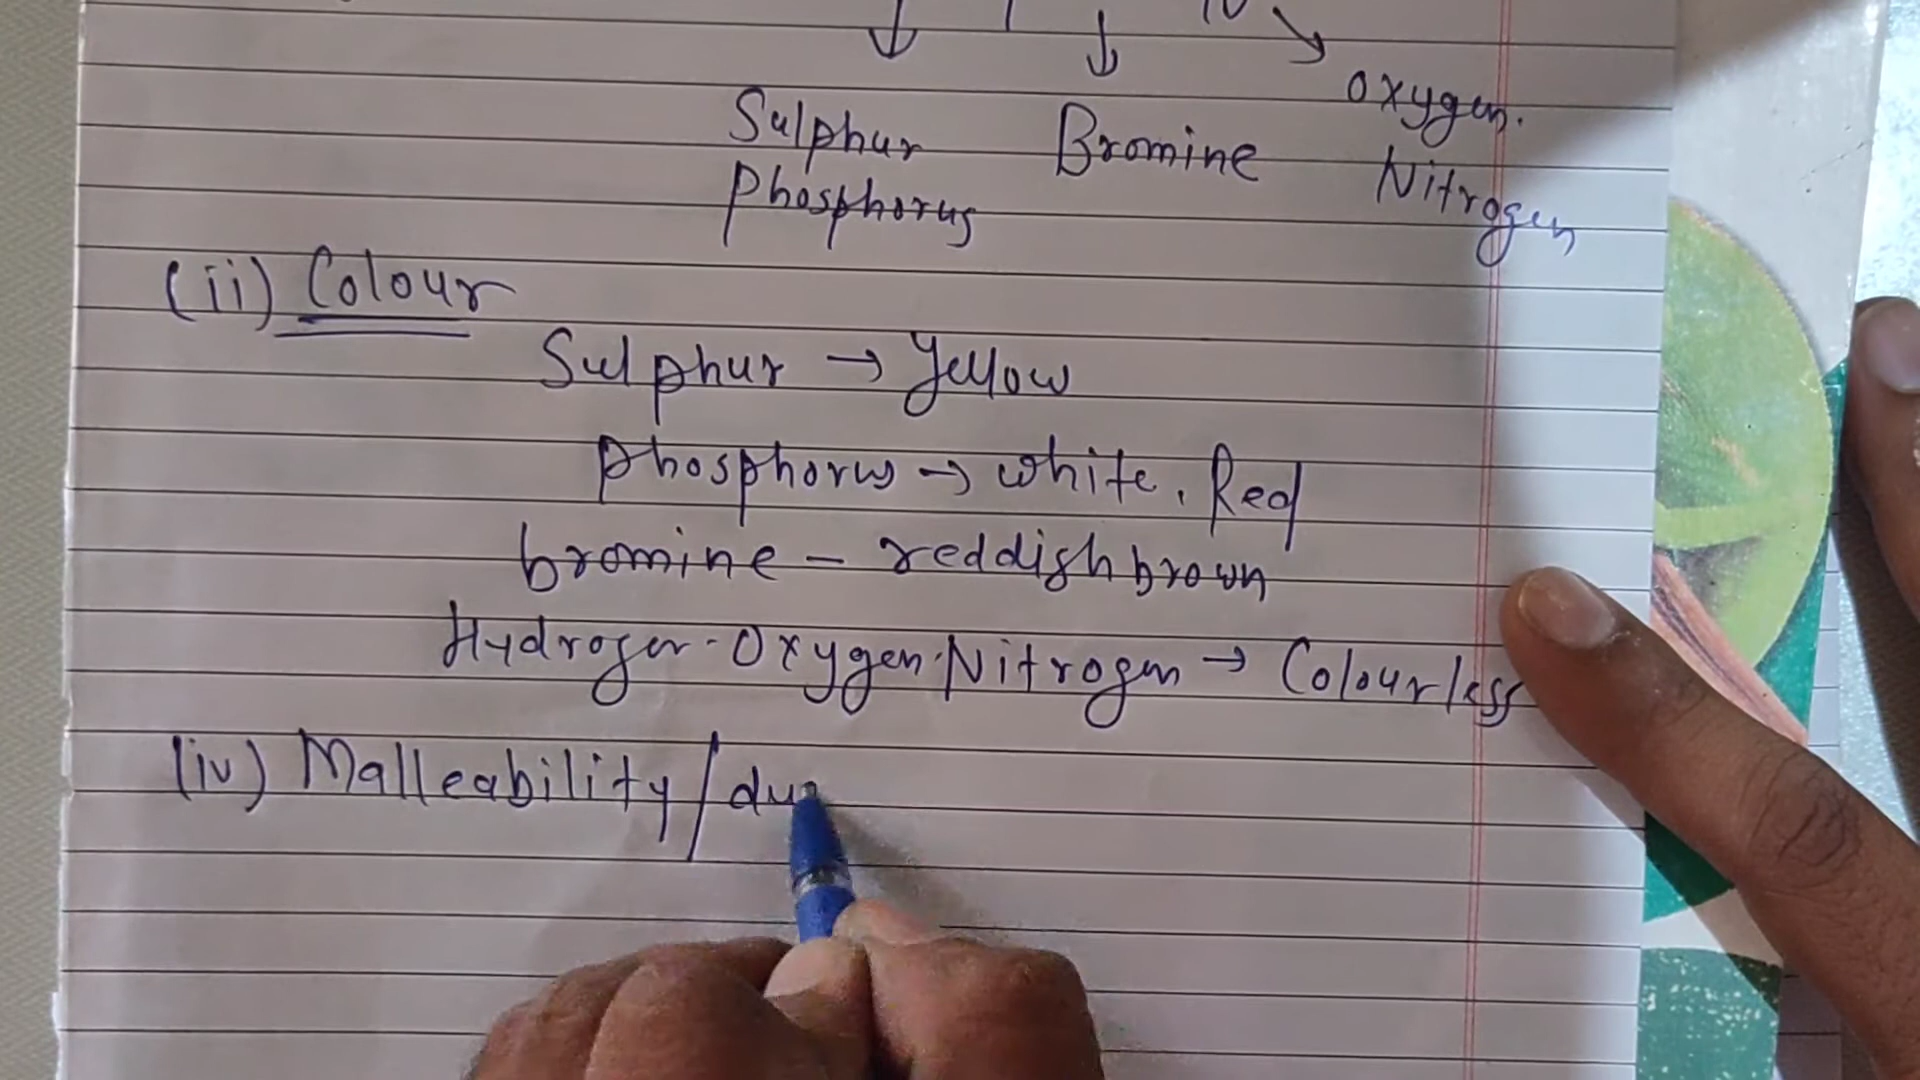 oxygen.
Sulphur Bromine Nitrogen
Phosphorus
(ii) Colour
Sulphur → Yellow
Phosphorus → white, Red
bromine – reddish brown
Hydrogen. Oxygen. Nitrogen → Colourless
(iv) Malleability/du